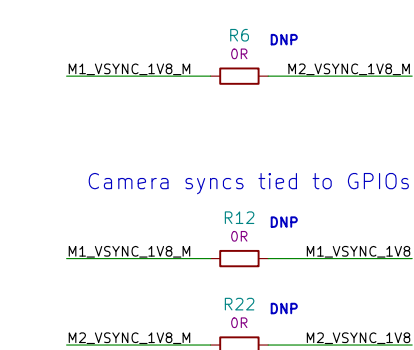 R6 DNP
0R
M1_VSYNC_1V8_M M2_VSYNC_1V8_M
Camera syncs tied to GPIOs
R12 DNP
0R
M1_VSYNC_1V8_M M1_VSYNC_1V8
R22 DNP
0R
M2_VSYNC_1V8_M M2_VSYNC_1V8